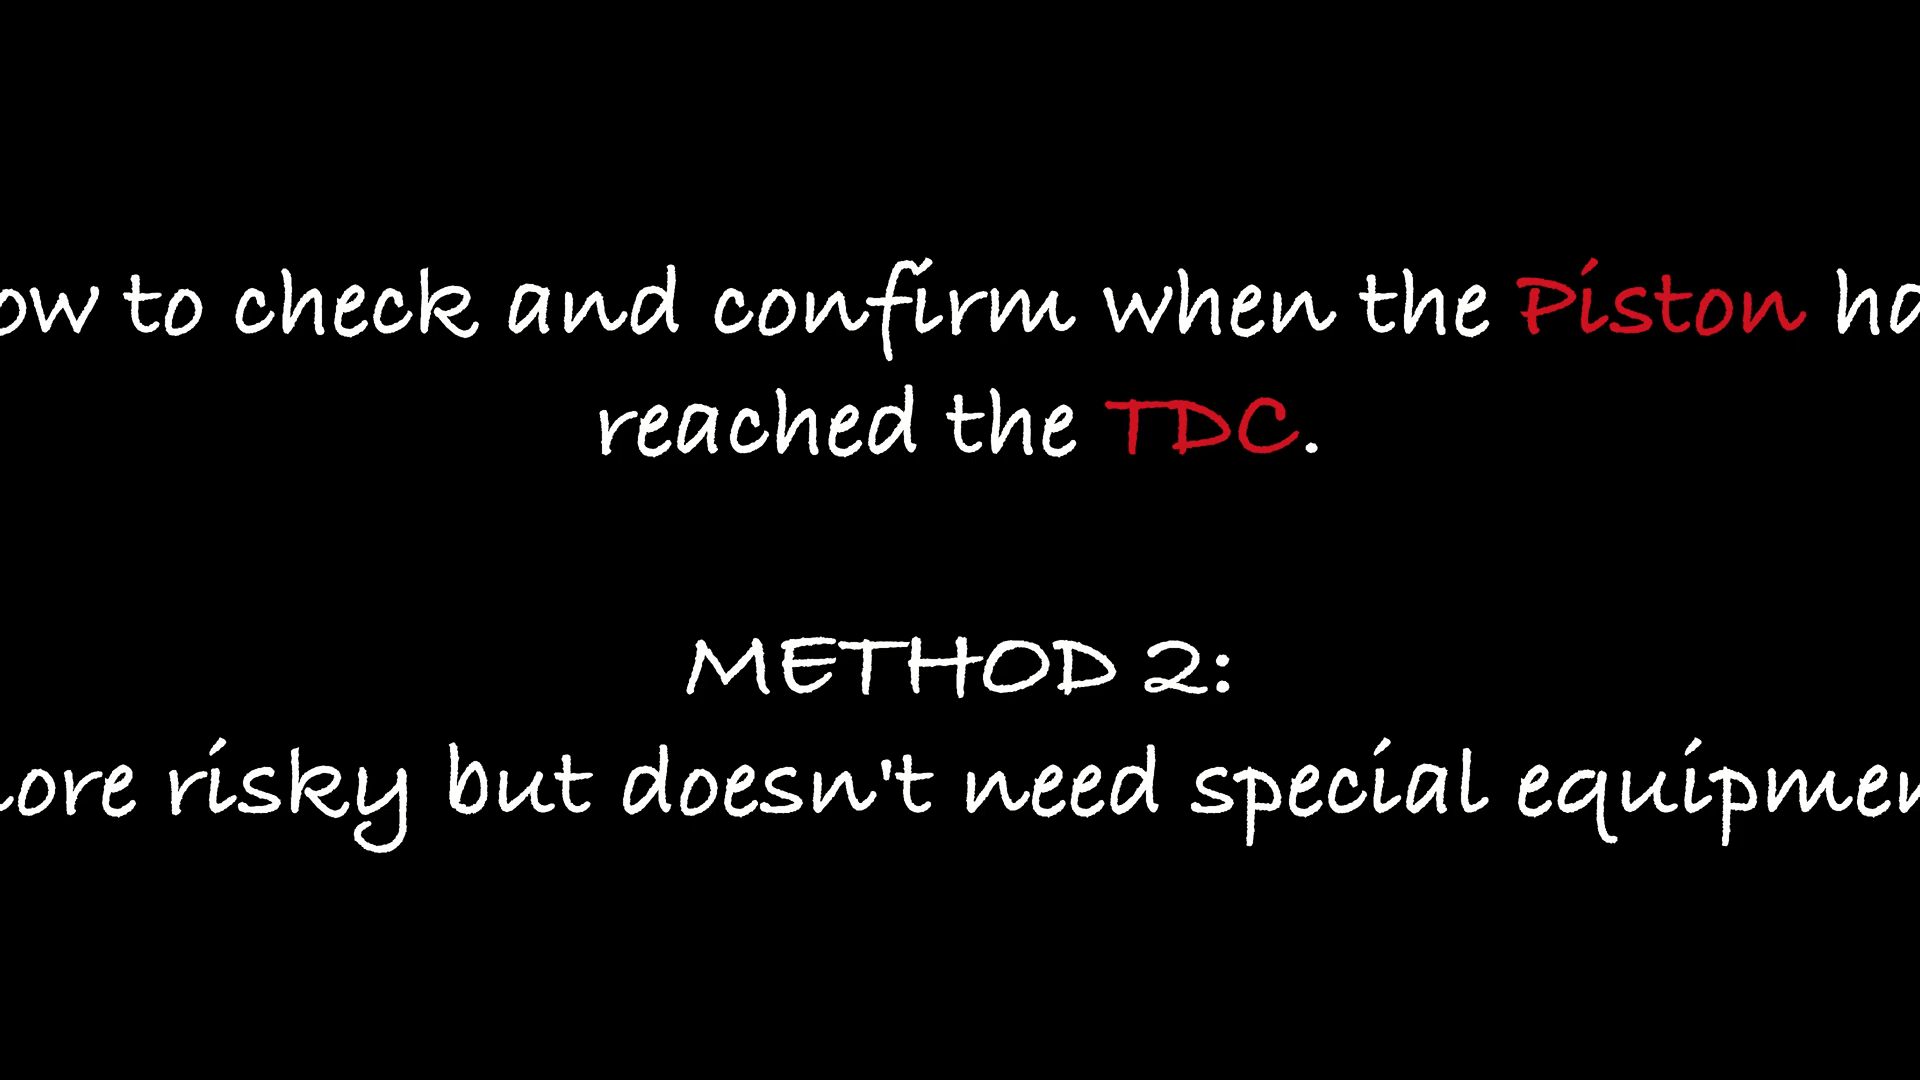 ow to check and confirm when the Piston ha
reached the TDC.
METHOD 2:
ore risky but doesn't need special equipmen